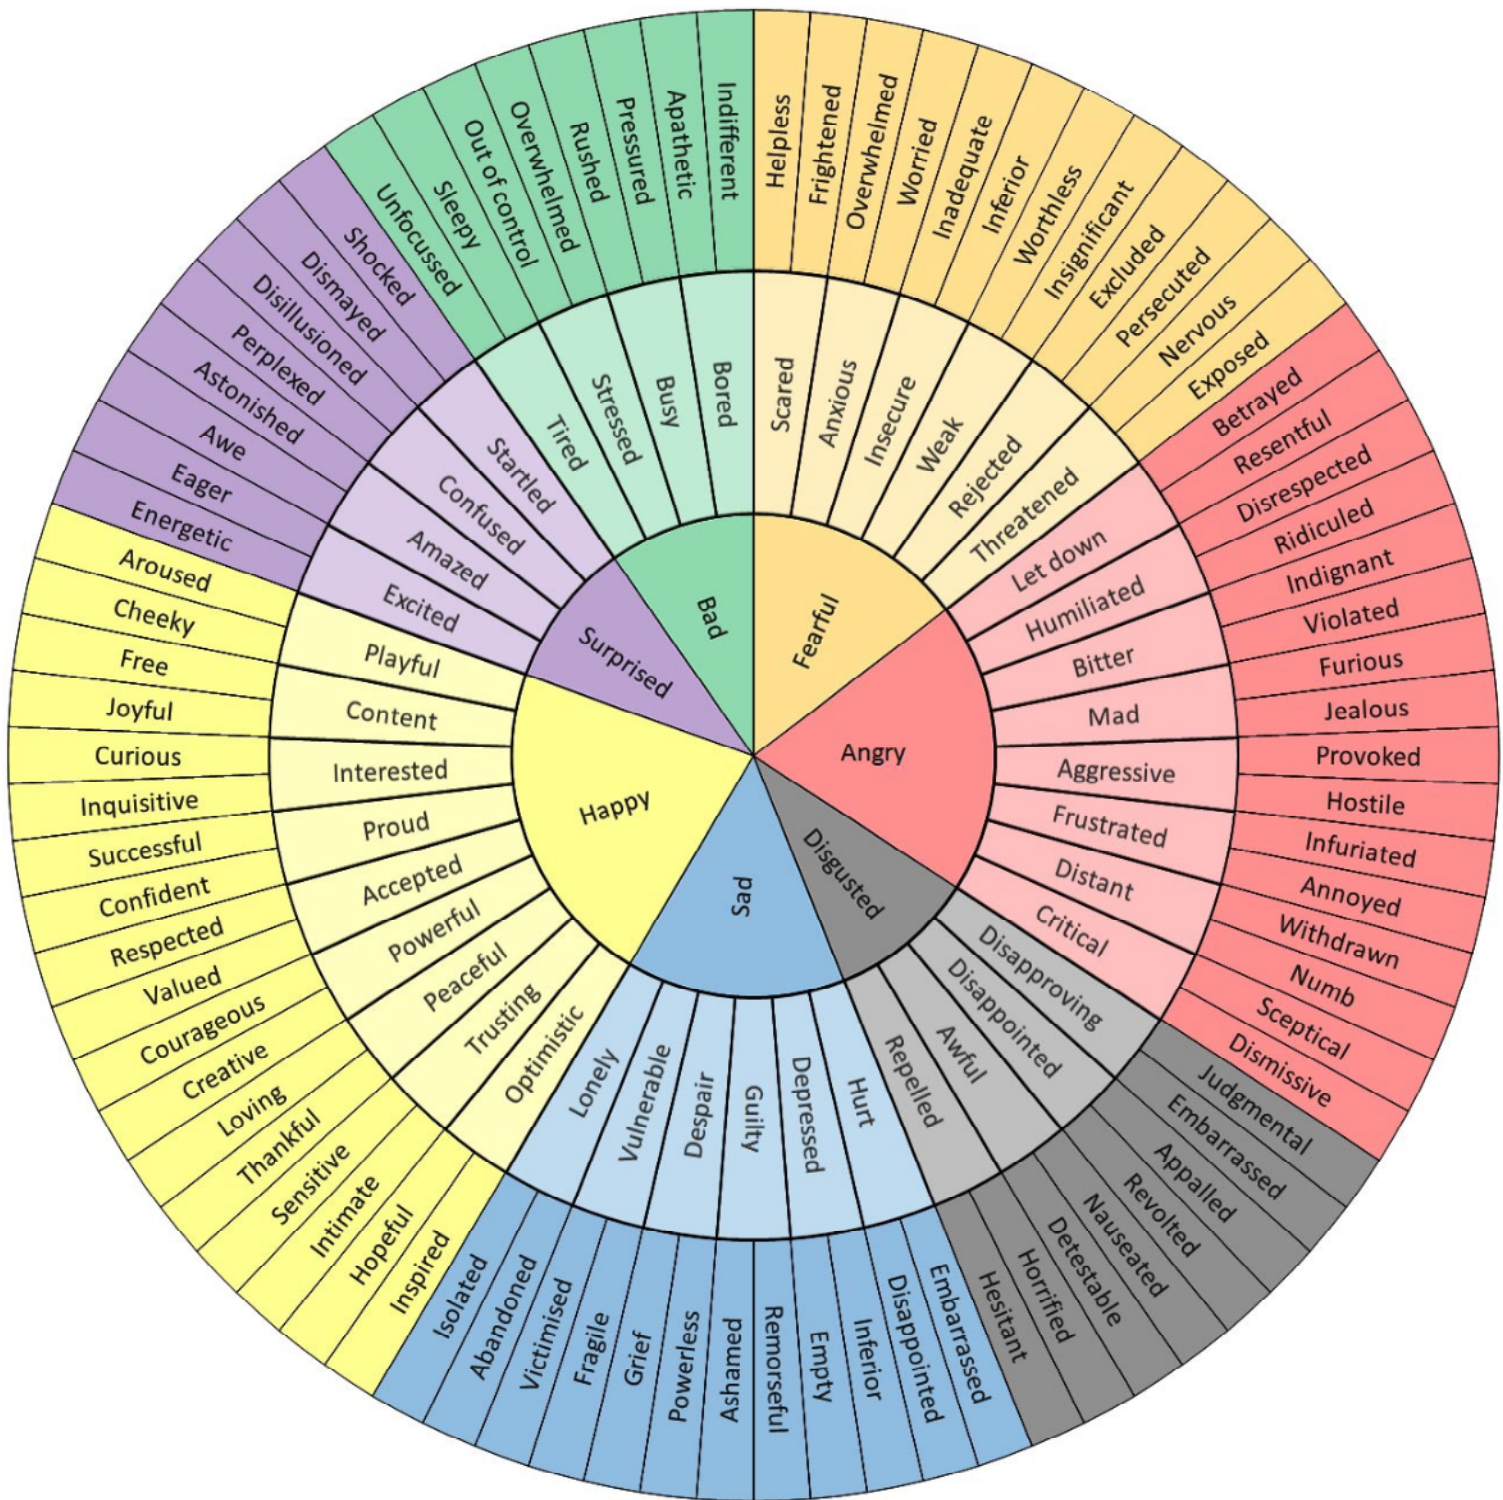 Fearful
Angry
Disgusted
Sad
Happy
Surprised
Bad
Scared
Anxious
Insecure
Weak
Rejected
Threatened
Let down
Humiliated
Bitter
Mad
Aggressive
Frustrated
Distant
Critical
Disapproving
Disappointed
Awful
Repelled
Hurt
Depressed
Guilty
Despair
Vulnerable
Lonely
Optimistic
Trusting
Peaceful
Powerful
Accepted
Proud
Interested
Content
Playful
Excited
Amazed
Confused
Startled
Tired
Stressed
Busy
Bored
Helpless
Frightened
Overwhelmed
Worried
Inadequate
Inferior
Worthless
Insignificant
Excluded
Persecuted
Nervous
Exposed
Betrayed
Resentful
Disrespected
Ridiculed
Indignant
Violated
Furious
Jealous
Provoked
Hostile
Infuriated
Annoyed
Withdrawn
Numb
Sceptical
Dismissive
Judgmental
Embarrassed
Appalled
Revolted
Nauseated
Detestable
Horrified
Hesitant
Embarrassed
Disappointed
Inferior
Empty
Remorseful
Ashamed
Powerless
Grief
Fragile
Victimised
Abandoned
Isolated
Inspired
Hopeful
Intimate
Sensitive
Thankful
Loving
Creative
Courageous
Valued
Respected
Confident
Successful
Inquisitive
Curious
Joyful
Free
Cheeky
Aroused
Energetic
Eager
Awe
Astonished
Perplexed
Disillusioned
Dismayed
Shocked
Unfocussed
Sleepy
Out of control
Overwhelmed
Rushed
Pressured
Apathetic
Indifferent